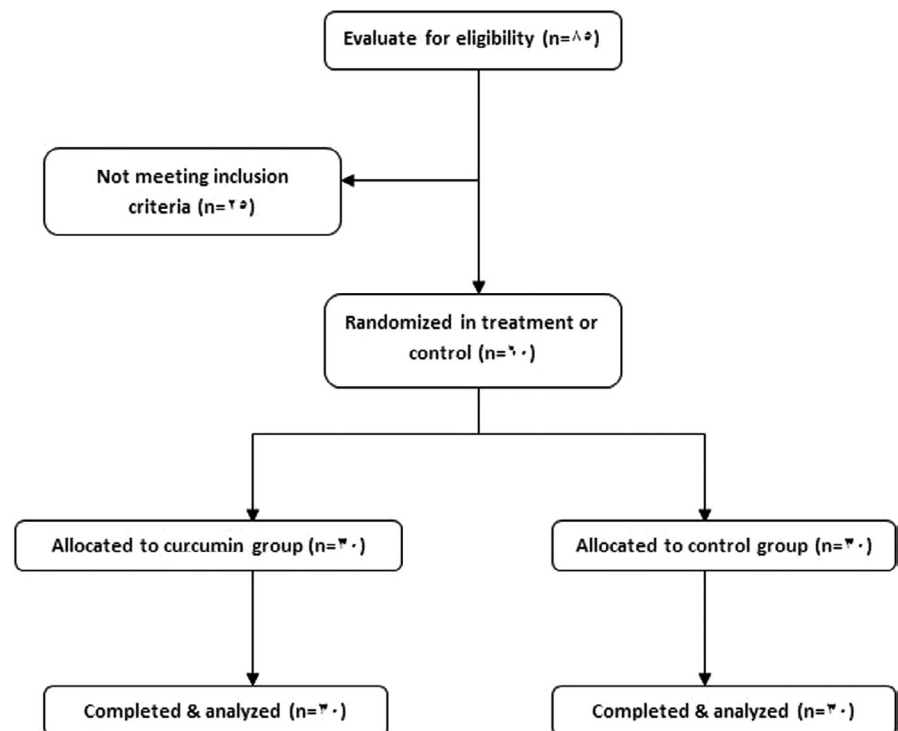 Evaluate for eligibility (n=۸۵)
Not meeting inclusion
criteria (n=۲۵)
Randomized in treatment or
control (n=۶۰)
Allocated to curcumin group (n=۳۰)
Allocated to control group (n=۳۰)
Completed & analyzed (n=۳۰)
Completed & analyzed (n=۳۰)